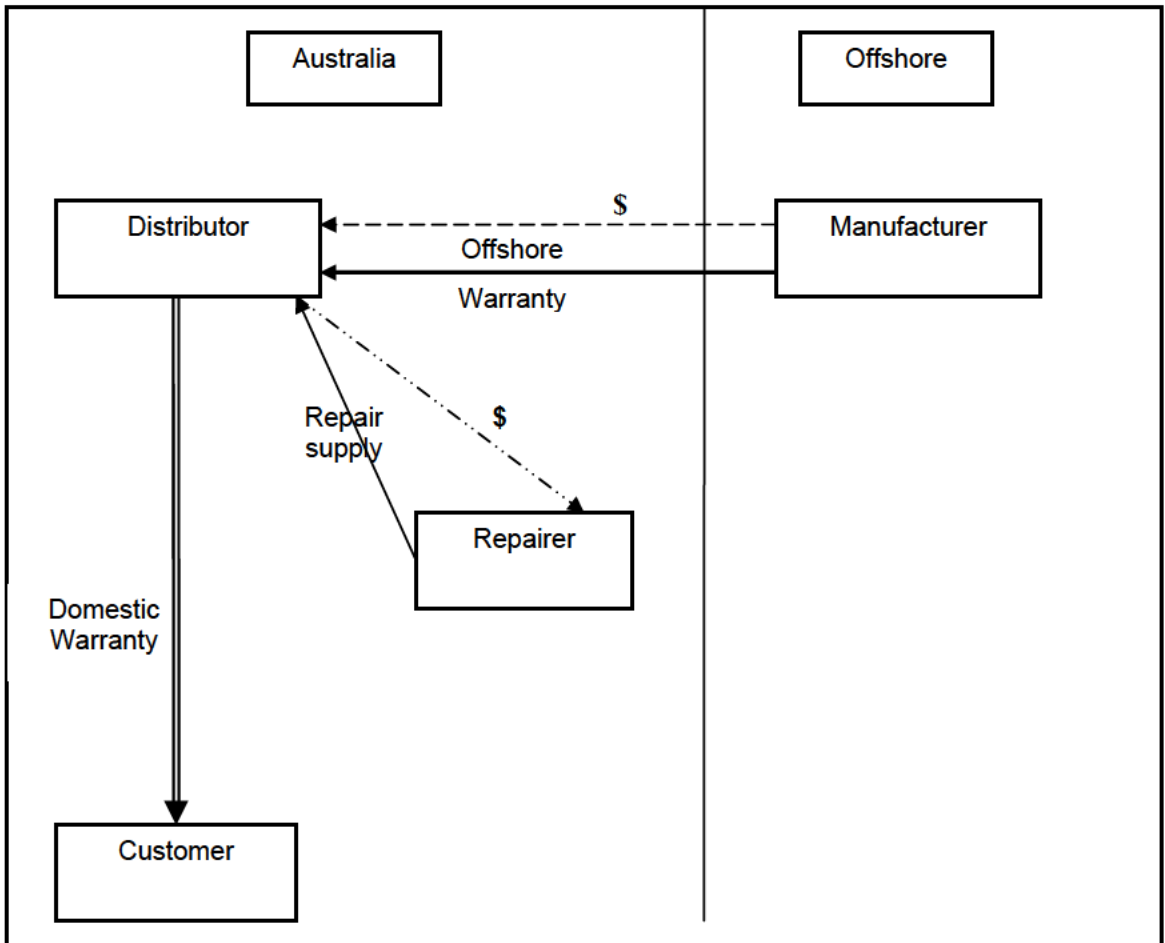 Australia
Offshore
$
Distributor
Manufacturer
Offshore
Warranty
Repair
supply
$
Repairer
Domestic
Warranty
Customer